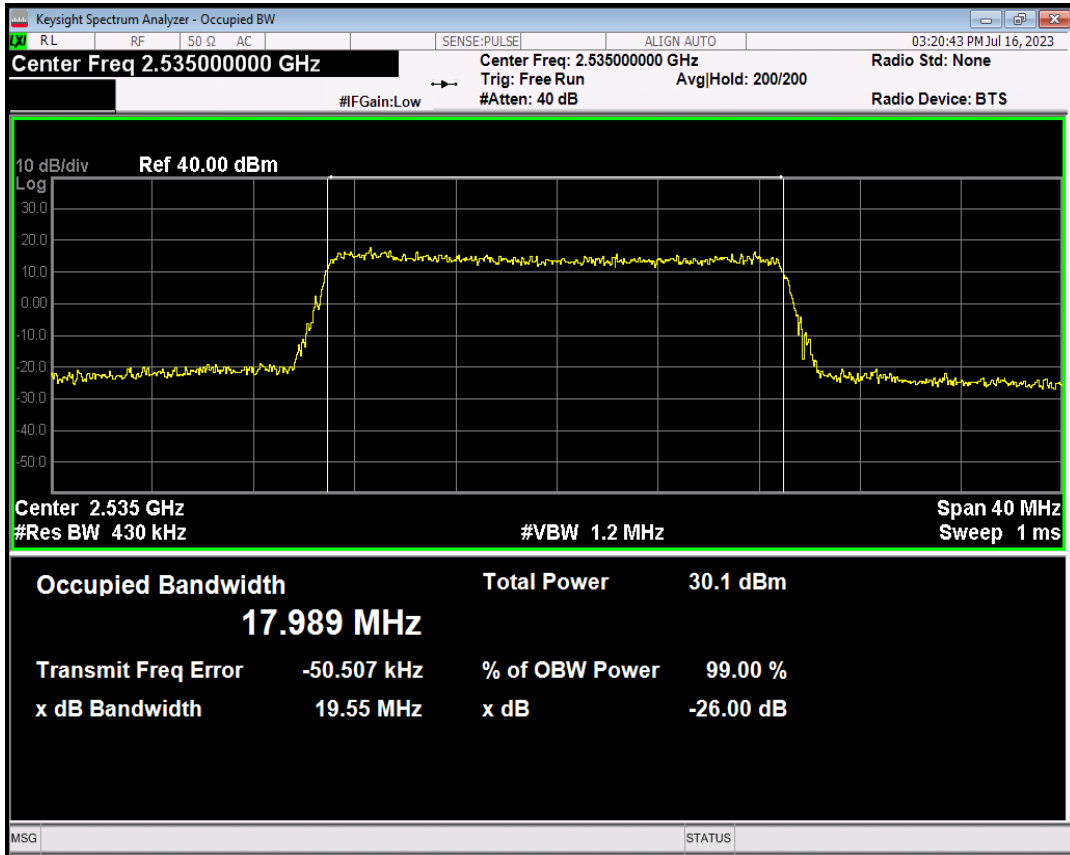 Keysight Spectrum Analyzer - Occupied BW
LXI RL RF 50 Ω AC SENSE:PULSE ALIGN AUTO 03:20:43 PM Jul 16, 2023
Center Freq 2.535000000 GHz Center Freq: 2.535000000 GHz Radio Std: None
Trig: Free Run Avg|Hold: 200/200
#IFGain:Low #Atten: 40 dB Radio Device: BTS
10 dB/div Ref 40.00 dBm
Log
30.0
20.0
10.0
0.00
-10.0
-20.0
-30.0
-40.0
-50.0
Center 2.535 GHz Span 40 MHz
#Res BW 430 kHz #VBW 1.2 MHz Sweep 1 ms
Occupied Bandwidth Total Power 30.1 dBm
17.989 MHz
Transmit Freq Error -50.507 kHz % of OBW Power 99.00 %
x dB Bandwidth 19.55 MHz x dB -26.00 dB
MSG STATUS